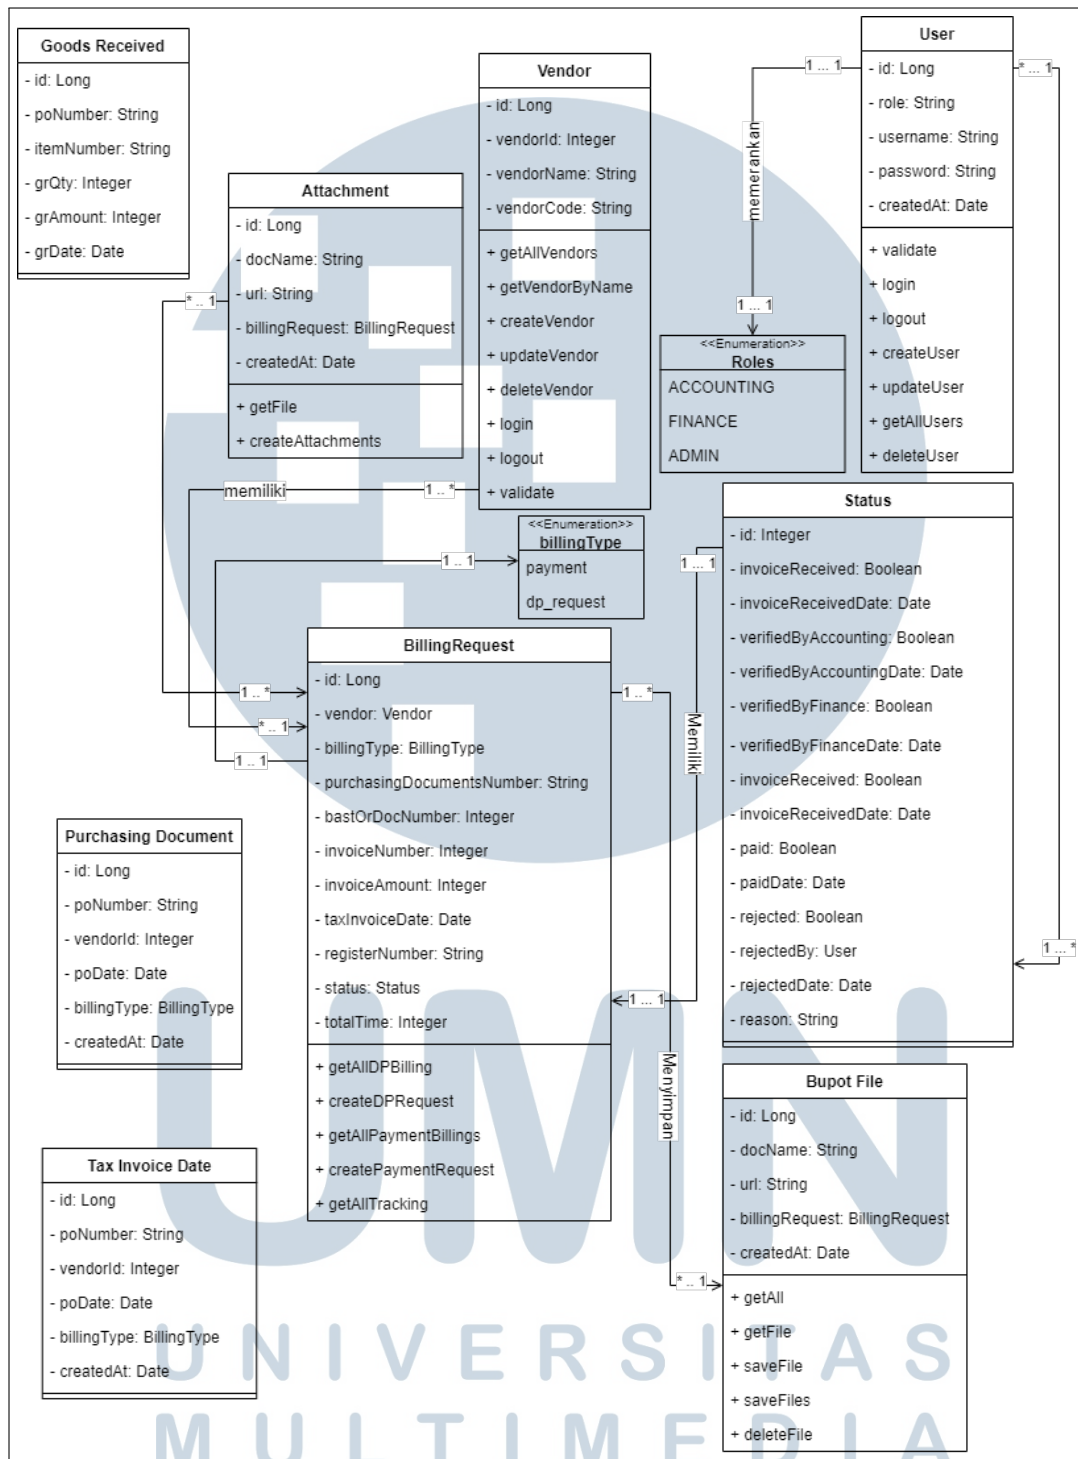 Goods Received
- id: Long
- poNumber: String
- itemNumber: String
- grQty: Integer
- grAmount: Integer
- grDate: Date
Attachment
- id: Long
- docName: String
- url: String
- billingRequest: BillingRequest
- createdAt: Date
+ getFile
+ createAttachments
* .. 1
Vendor
- id: Long
- vendorId: Integer
- vendorName: String
- vendorCode: String
+ getAllVendors
+ getVendorByName
+ createVendor
+ updateVendor
+ deleteVendor
+ login
+ logout
+ validate
memiliki
1 .. *
User
- id: Long
- role: String
- username: String
- password: String
- createdAt: Date
+ validate
+ login
+ logout
+ createUser
+ updateUser
+ getAllUsers
+ deleteUser
1 ... 1
* ... 1
memerankan
1 ... 1
<<Enumeration>>
Roles
ACCOUNTING
FINANCE
ADMIN
<<Enumeration>>
billingType
payment
dp_request
1 .. 1
Status
- id: Integer
- invoiceReceived: Boolean
- invoiceReceivedDate: Date
- verifiedByAccounting: Boolean
- verifiedByAccountingDate: Date
- verifiedByFinance: Boolean
- verifiedByFinanceDate: Date
- invoiceReceived: Boolean
- invoiceReceivedDate: Date
- paid: Boolean
- paidDate: Date
- rejected: Boolean
- rejectedBy: User
- rejectedDate: Date
- reason: String
1 ... 1
1 ... *
Memiliki
1 ... 1
BillingRequest
- id: Long
- vendor: Vendor
- billingType: BillingType
- purchasingDocumentsNumber: String
- bastOrDocNumber: Integer
- invoiceNumber: Integer
- invoiceAmount: Integer
- taxInvoiceDate: Date
- registerNumber: String
- status: Status
- totalTime: Integer
+ getAllDPBilling
+ createDPRequest
+ getAllPaymentBillings
+ createPaymentRequest
+ getAllTracking
1 .. *
* .. 1
1 .. 1
1 .. *
Menyimpan
* .. 1
Purchasing Document
- id: Long
- poNumber: String
- vendorId: Integer
- poDate: Date
- billingType: BillingType
- createdAt: Date
Tax Invoice Date
- id: Long
- poNumber: String
- vendorId: Integer
- poDate: Date
- billingType: BillingType
- createdAt: Date
Bupot File
- id: Long
- docName: String
- url: String
- billingRequest: BillingRequest
- createdAt: Date
+ getAll
+ getFile
+ saveFile
+ saveFiles
+ deleteFile
UMN
UNIVERSITAS
MULTIMEDIA